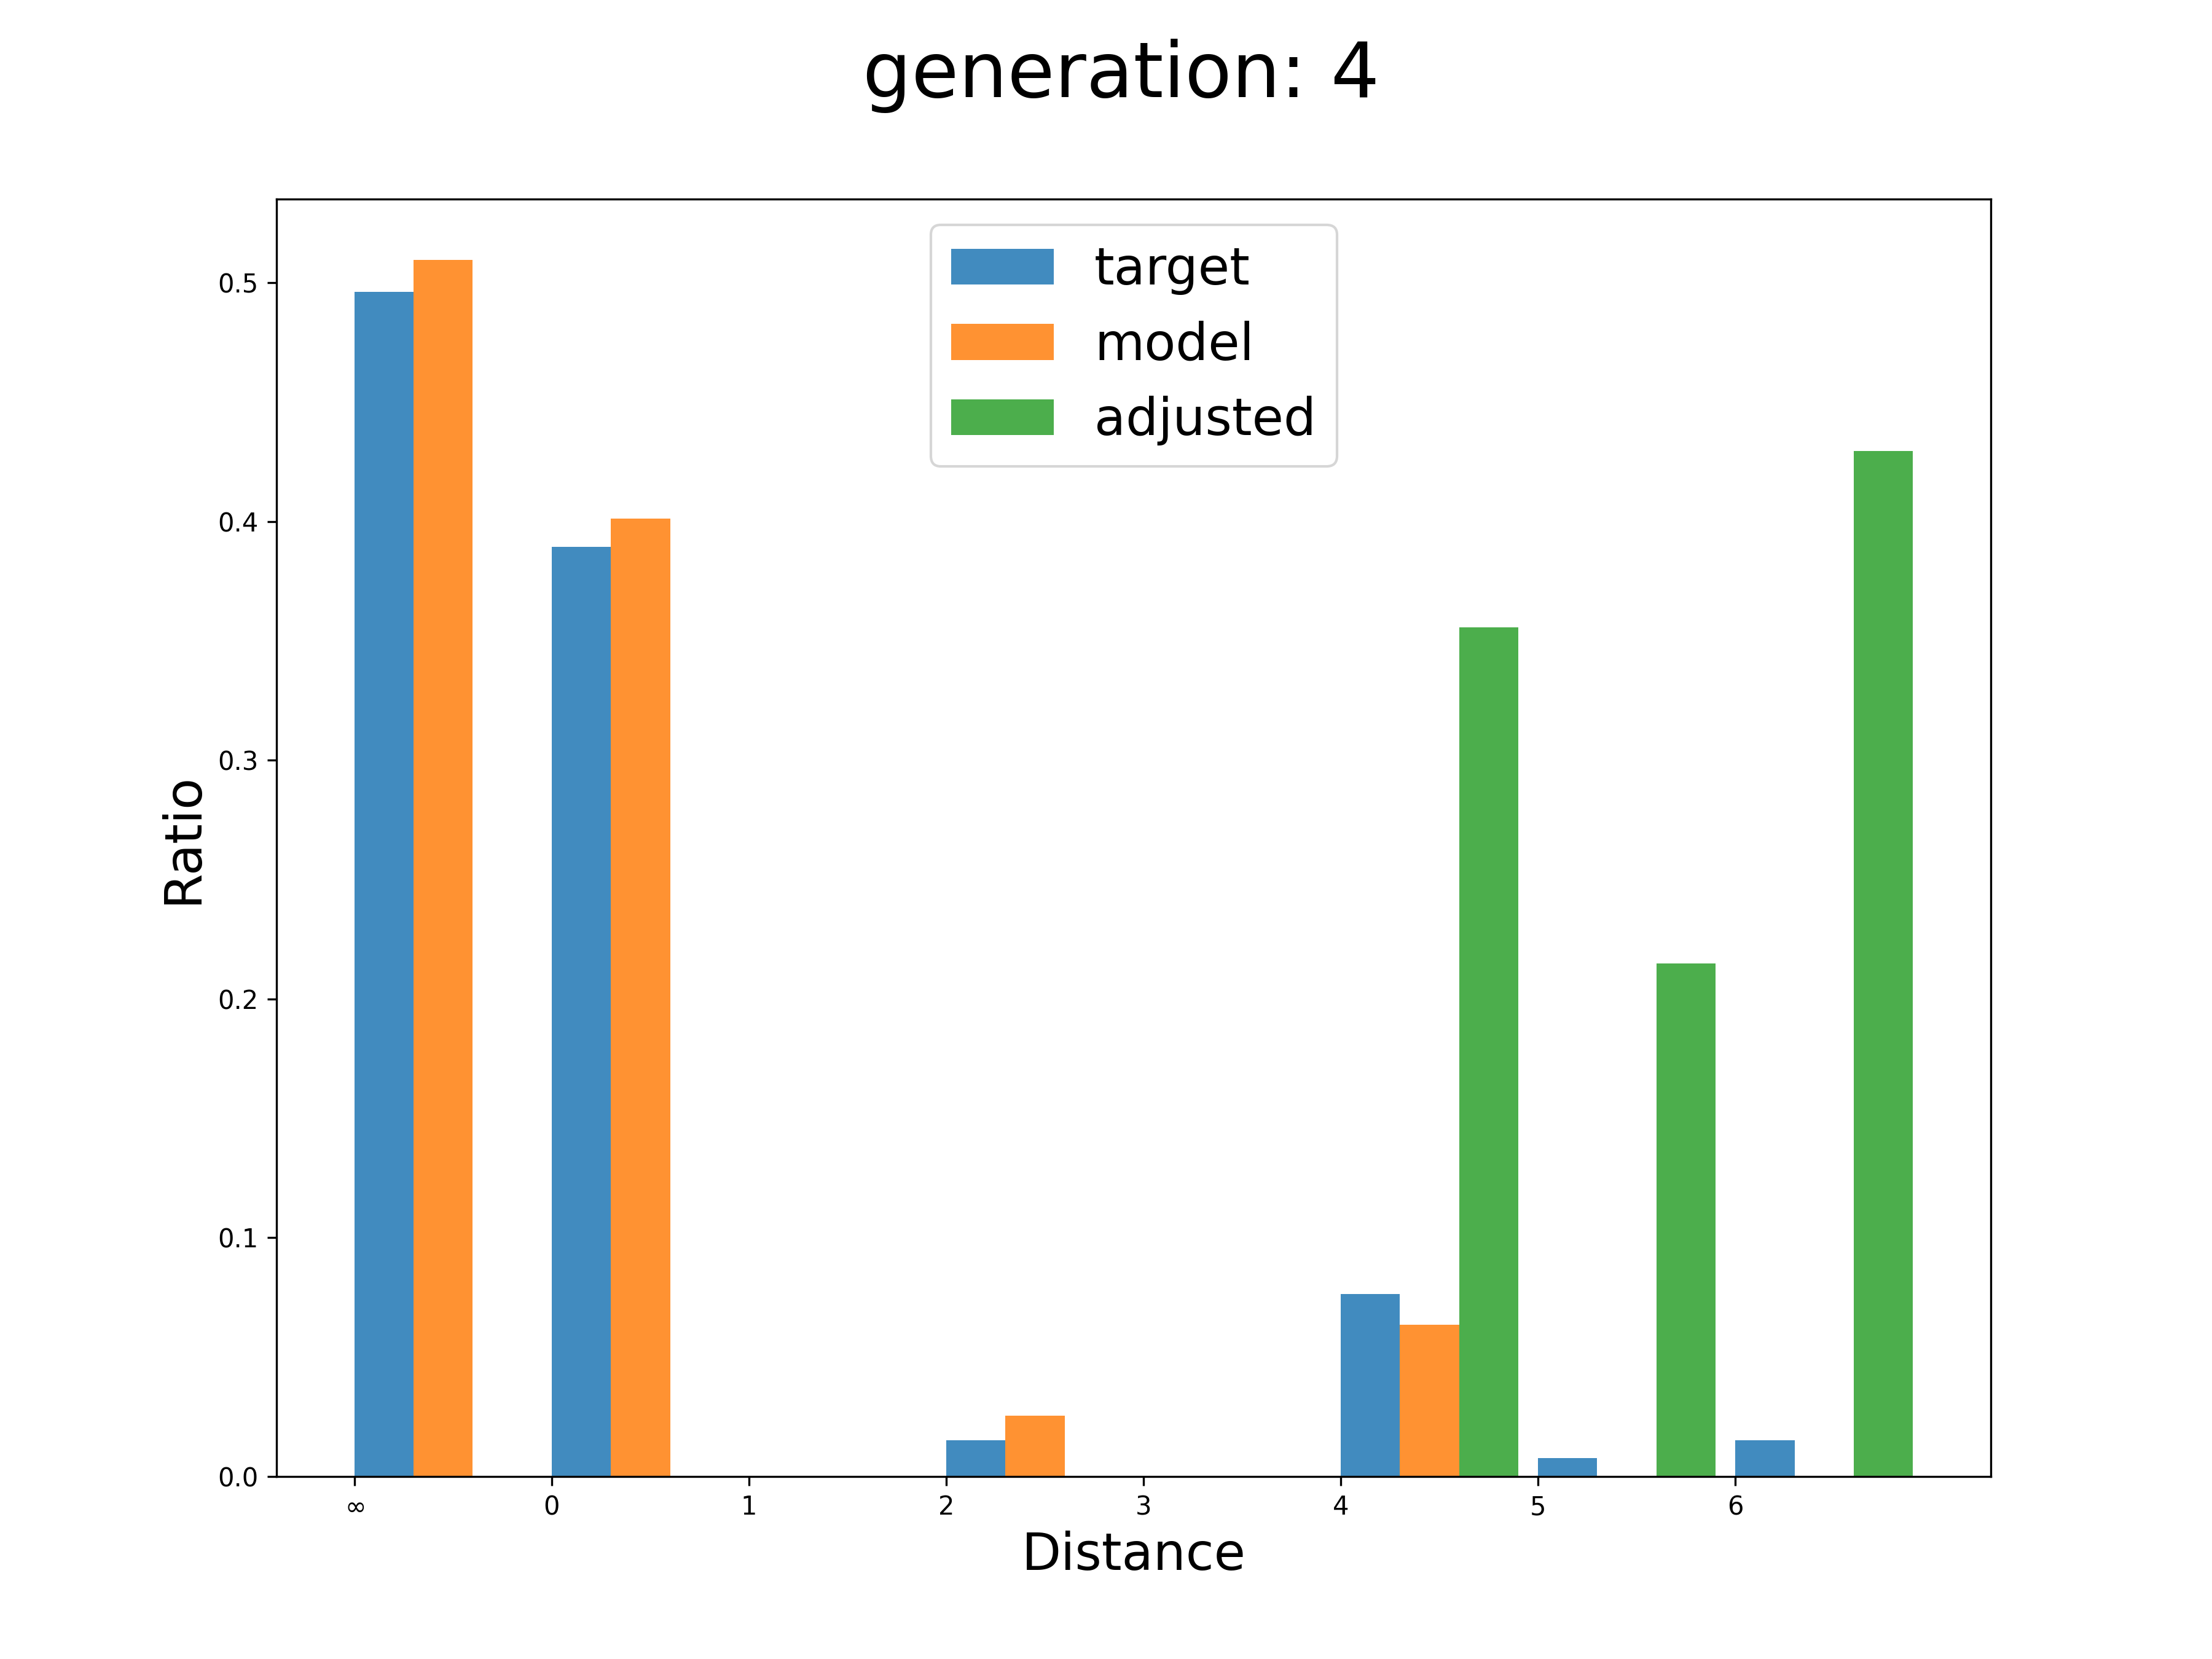 generation: 4
target
model
adjusted
Ratio
0.5
0.4
0.3
0.2
0.1
0.0
∞ 0 1 2 3 4 5 6
Distance